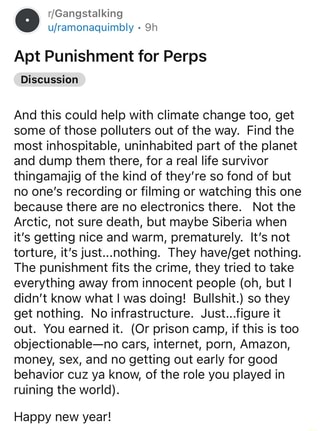 r/Gangstalking
u/ramonaquimbly • 9h
Apt Punishment for Perps
Discussion
And this could help with climate change too, get
some of those polluters out of the way. Find the
most inhospitable, uninhabited part of the planet
and dump them there, for a real life survivor
thingamajig of the kind of they're so fond of but
no one's recording or filming or watching this one
because there are no electronics there. Not the
Arctic, not sure death, but maybe Siberia when
it's getting nice and warm, prematurely. It's not
torture, it's just...nothing. They have/get nothing.
The punishment fits the crime, they tried to take
everything away from innocent people (oh, but I
didn't know what I was doing! Bullshit.) so they
get nothing. No infrastructure. Just...figure it
out. You earned it. (Or prison camp, if this is too
objectionable—no cars, internet, porn, Amazon,
money, sex, and no getting out early for good
behavior cuz ya know, of the role you played in
ruining the world).
Happy new year!